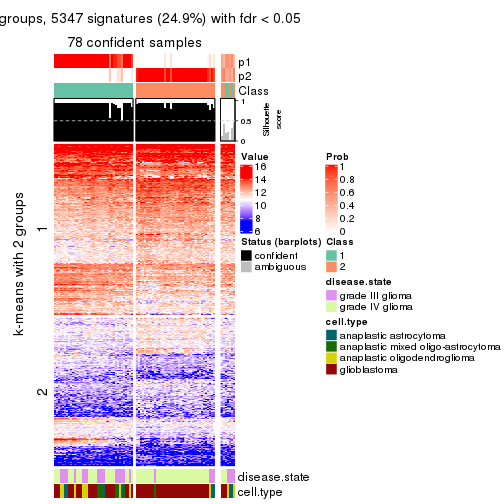 groups, 5347 signatures (24.9%) with fdr < 0.05
78 confident samples
p1
p2
Class
1
0.5
0
Silhouette
score
k-means with 2 groups
1
2
Value
16
14
12
10
8
6
Prob
1
0.8
0.6
0.4
0.2
0
Status (barplots)
confident
ambiguous
Class
1
2
disease.state
grade III glioma
grade IV glioma
cell.type
anaplastic astrocytoma
anaplastic mixed oligo-astrocytoma
anaplastic oligodendroglioma
glioblastoma
disease.state
cell.type